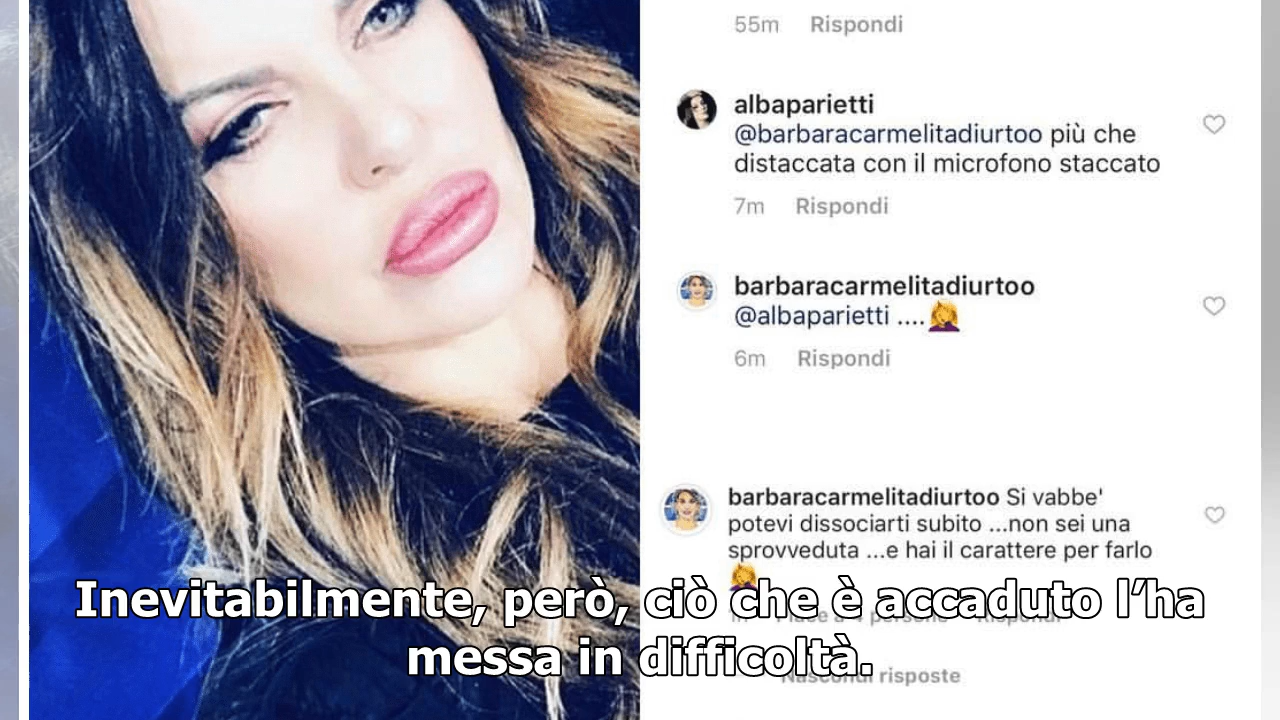 55m Rispondi
albaparietti
@barbaracarmelitadiurtoo più che
distaccata con il microfono staccato
7m Rispondi
barbaracarmelitadiurtoo
@albaparietti ....🤦‍♀️
6m Rispondi
barbaracarmelitadiurtoo Si vabbe'
potevi dissociarti subito ...non sei una
sprovveduta ...e hai il carattere per farlo
🤦‍♀️
Inevitabilmente, però, ciò che è accaduto l'ha
messa in difficoltà.
Nascondi risposte